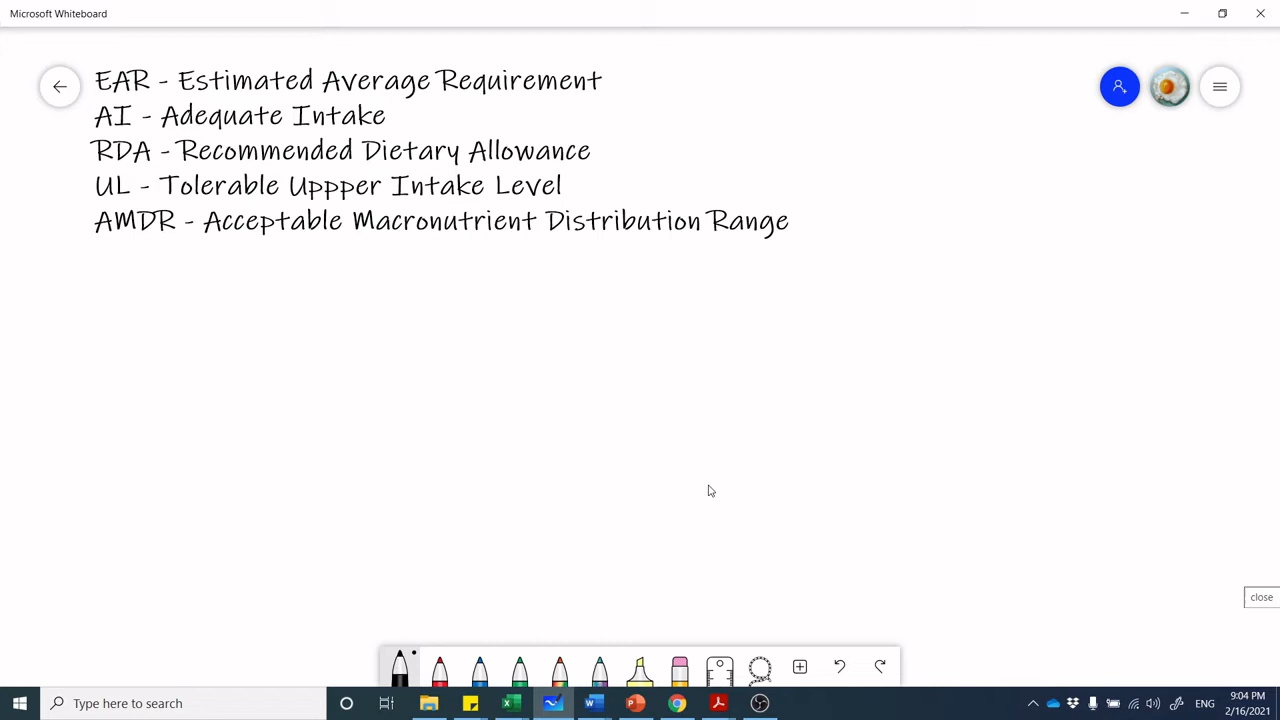 Microsoft Whiteboard
EAR - Estimated Average Requirement
AI - Adequate Intake
RDA - Recommended Dietary Allowance
UL - Tolerable Uppper Intake Level
AMDR - Acceptable Macronutrient Distribution Range
close
Type here to search
ENG
9:04 PM
2/16/2021